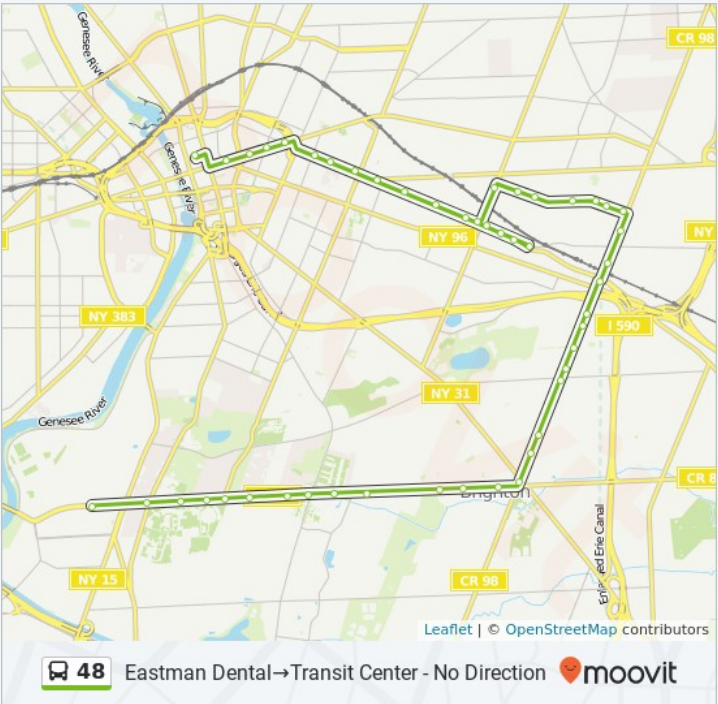 Genesee River
CR 98
Genesee River
NY 96
NY
NY 383
I 590
NY 31
Genesee River
CR 8
Brighton
Enlarged Erie Canal
NY 15
CR 98
Leaflet | © OpenStreetMap contributors
48 Eastman Dental→Transit Center - No Direction moovit